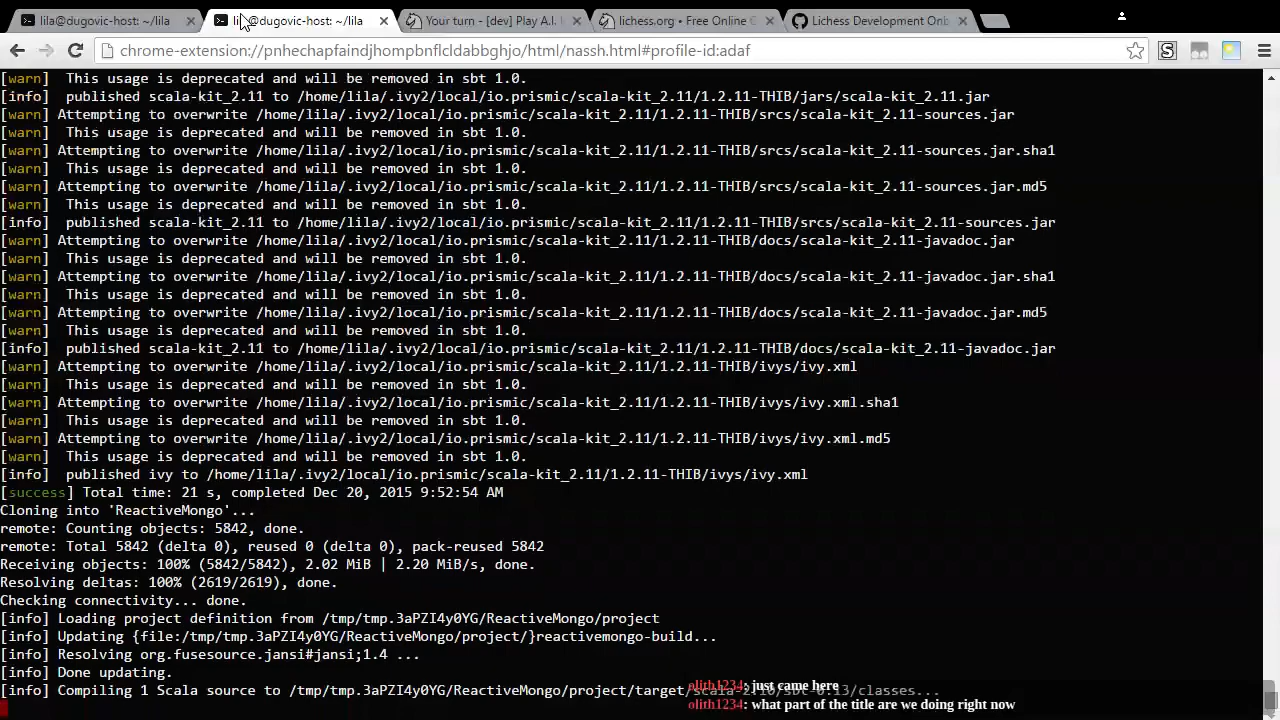 lila@dugovic-host: ~/lila
lila@dugovic-host: ~/lila
Your turn - [dev] Play A.I.
lichess.org • Free Online G
Lichess Development Onb
chrome-extension://pnhechapfaindjhompbnflcldabbghjo/html/nassh.html#profile-id:adaf
[warn]  This usage is deprecated and will be removed in sbt 1.0.
[info]  published scala-kit_2.11 to /home/lila/.ivy2/local/io.prismic/scala-kit_2.11/1.2.11-THIB/jars/scala-kit_2.11.jar
[warn] Attempting to overwrite /home/lila/.ivy2/local/io.prismic/scala-kit_2.11/1.2.11-THIB/srcs/scala-kit_2.11-sources.jar
[warn]  This usage is deprecated and will be removed in sbt 1.0.
[warn] Attempting to overwrite /home/lila/.ivy2/local/io.prismic/scala-kit_2.11/1.2.11-THIB/srcs/scala-kit_2.11-sources.jar.sha1
[warn]  This usage is deprecated and will be removed in sbt 1.0.
[warn] Attempting to overwrite /home/lila/.ivy2/local/io.prismic/scala-kit_2.11/1.2.11-THIB/srcs/scala-kit_2.11-sources.jar.md5
[warn]  This usage is deprecated and will be removed in sbt 1.0.
[info]  published scala-kit_2.11 to /home/lila/.ivy2/local/io.prismic/scala-kit_2.11/1.2.11-THIB/srcs/scala-kit_2.11-sources.jar
[warn] Attempting to overwrite /home/lila/.ivy2/local/io.prismic/scala-kit_2.11/1.2.11-THIB/docs/scala-kit_2.11-javadoc.jar
[warn]  This usage is deprecated and will be removed in sbt 1.0.
[warn] Attempting to overwrite /home/lila/.ivy2/local/io.prismic/scala-kit_2.11/1.2.11-THIB/docs/scala-kit_2.11-javadoc.jar.sha1
[warn]  This usage is deprecated and will be removed in sbt 1.0.
[warn] Attempting to overwrite /home/lila/.ivy2/local/io.prismic/scala-kit_2.11/1.2.11-THIB/docs/scala-kit_2.11-javadoc.jar.md5
[warn]  This usage is deprecated and will be removed in sbt 1.0.
[info]  published scala-kit_2.11 to /home/lila/.ivy2/local/io.prismic/scala-kit_2.11/1.2.11-THIB/docs/scala-kit_2.11-javadoc.jar
[warn] Attempting to overwrite /home/lila/.ivy2/local/io.prismic/scala-kit_2.11/1.2.11-THIB/ivys/ivy.xml
[warn]  This usage is deprecated and will be removed in sbt 1.0.
[warn] Attempting to overwrite /home/lila/.ivy2/local/io.prismic/scala-kit_2.11/1.2.11-THIB/ivys/ivy.xml.sha1
[warn]  This usage is deprecated and will be removed in sbt 1.0.
[warn] Attempting to overwrite /home/lila/.ivy2/local/io.prismic/scala-kit_2.11/1.2.11-THIB/ivys/ivy.xml.md5
[warn]  This usage is deprecated and will be removed in sbt 1.0.
[info]  published ivy to /home/lila/.ivy2/local/io.prismic/scala-kit_2.11/1.2.11-THIB/ivys/ivy.xml
[success] Total time: 21 s, completed Dec 20, 2015 9:52:54 AM
Cloning into 'ReactiveMongo'...
remote: Counting objects: 5842, done.
remote: Total 5842 (delta 0), reused 0 (delta 0), pack-reused 5842
Receiving objects: 100% (5842/5842), 2.02 MiB | 2.20 MiB/s, done.
Resolving deltas: 100% (2619/2619), done.
Checking connectivity... done.
[info] Loading project definition from /tmp/tmp.3aPZI4y0YG/ReactiveMongo/project
[info] Updating {file:/tmp/tmp.3aPZI4y0YG/ReactiveMongo/project/}reactivemongo-build...
[info] Resolving org.fusesource.jansi#jansi;1.4 ...
[info] Done updating.
[info] Compiling 1 Scala source to /tmp/tmp.3aPZI4y0YG/ReactiveMongo/project/target/scala-2.10/sbt-0.13/classes...
olith1234: just came here
olith1234: what part of the title are we doing right now